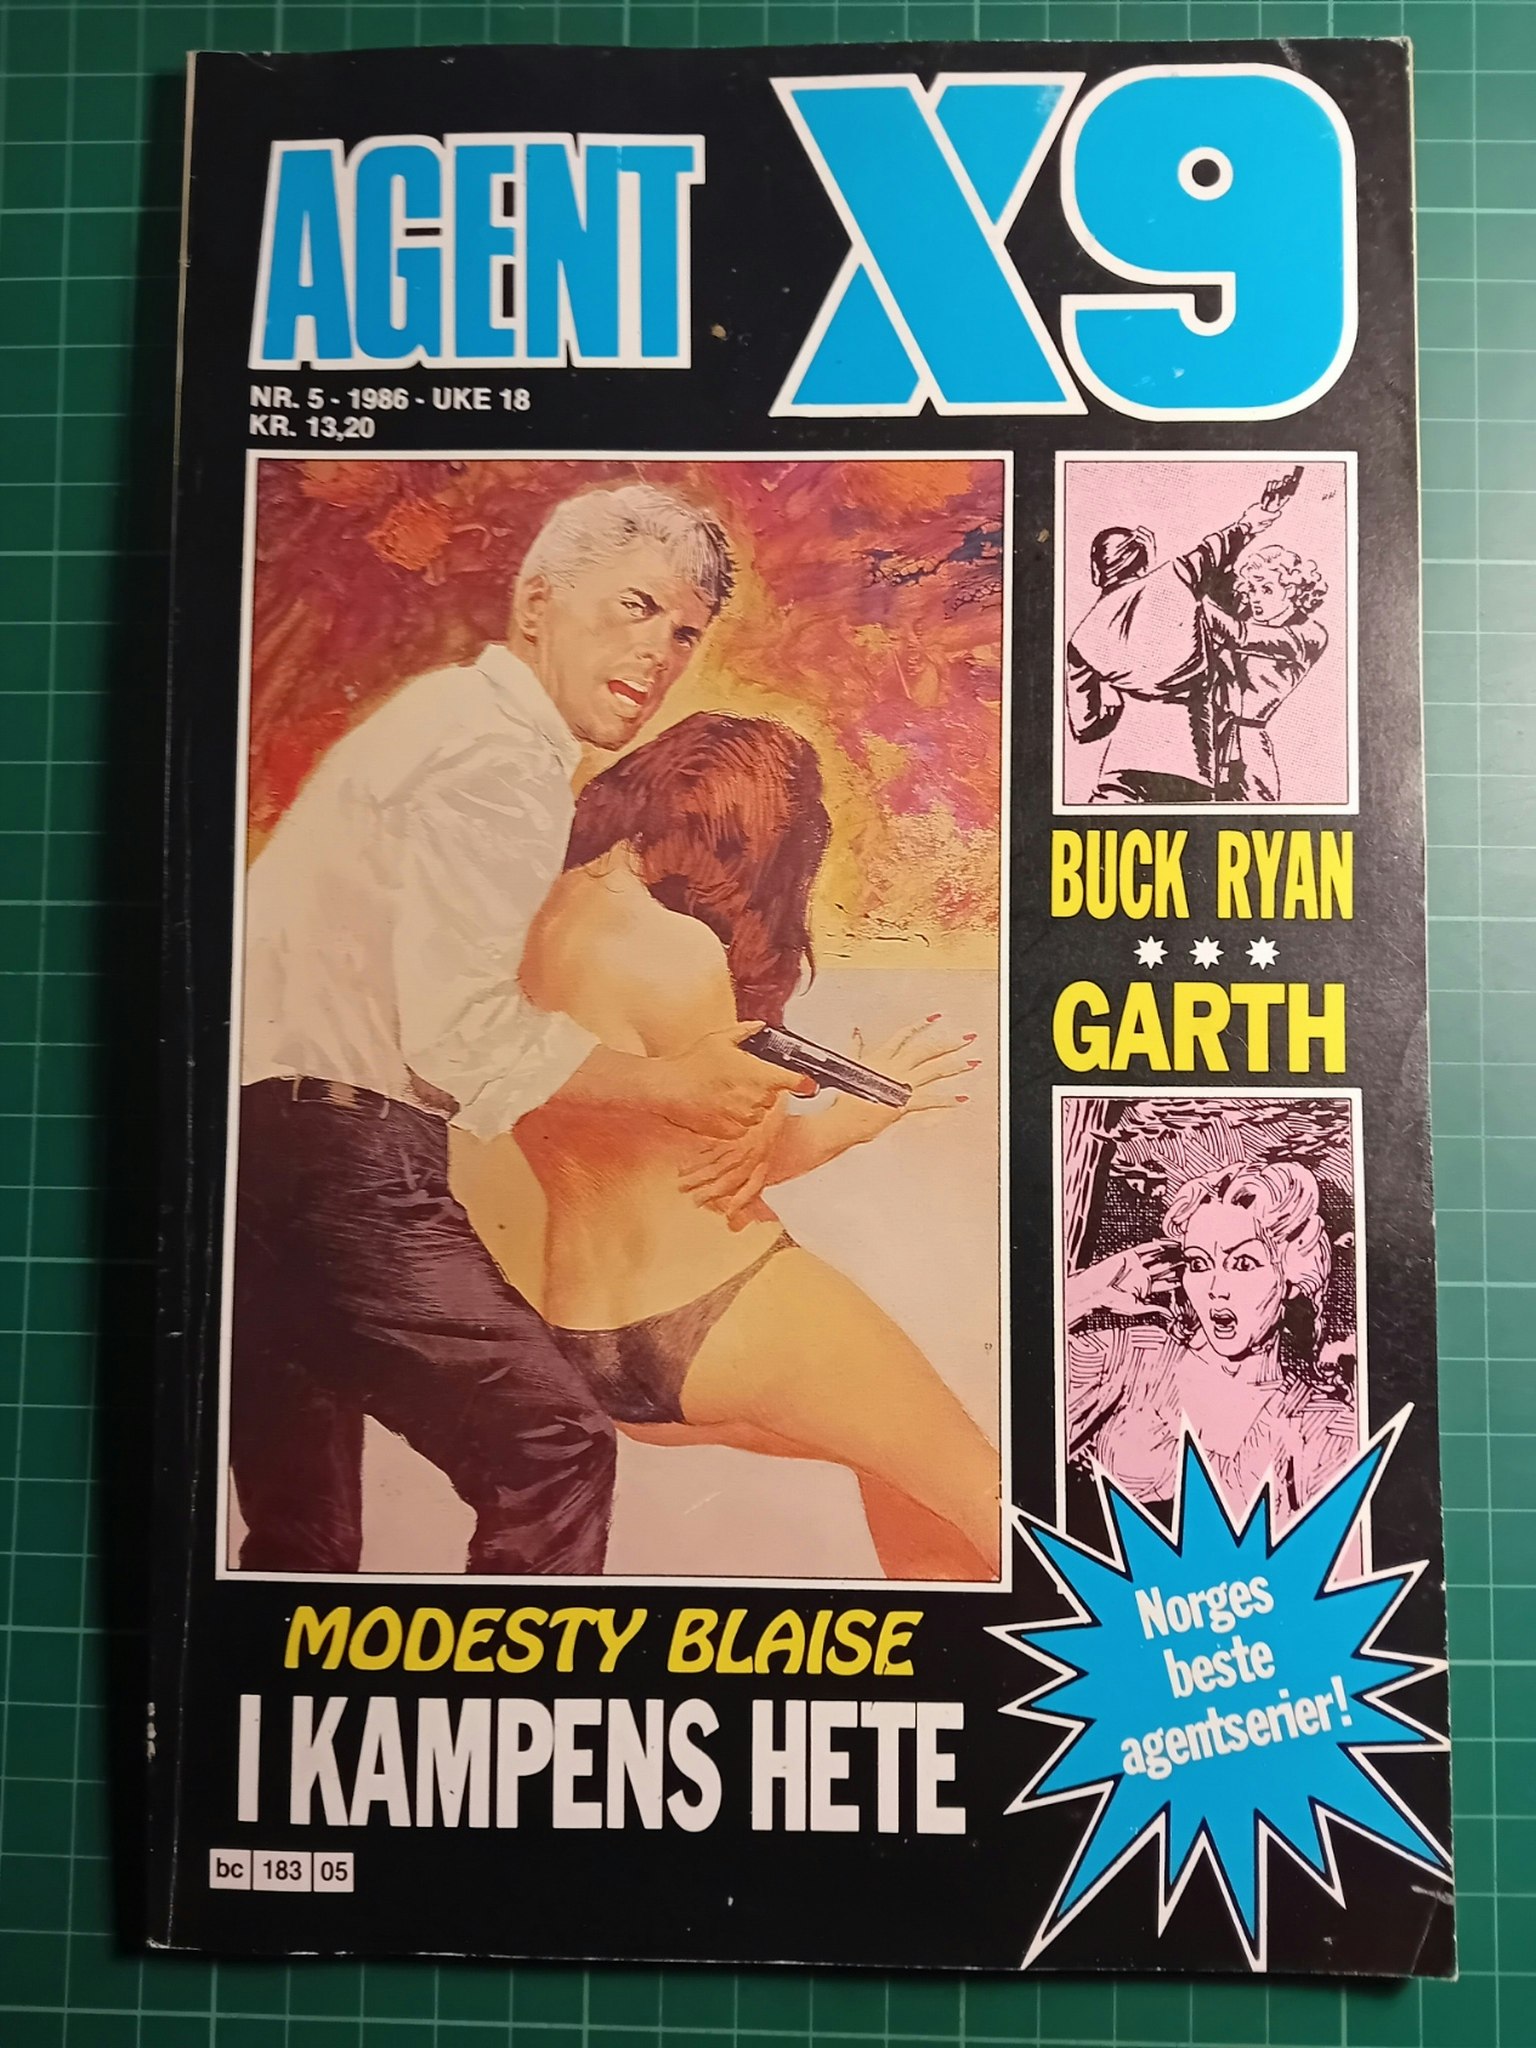 AGENT X9
NR. 5 - 1986 - UKE 18
KR. 13,20
BUCK RYAN
GARTH
MODESTY BLAISE
I KAMPENS HETE
Norges
beste
agentserier!
bc 183 05